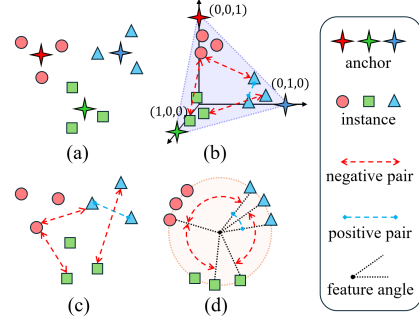 (0,0,1)
(0,1,0)
(1,0,0)
(a)
(b)
(c)
(d)
anchor
instance
negative pair
positive pair
feature angle